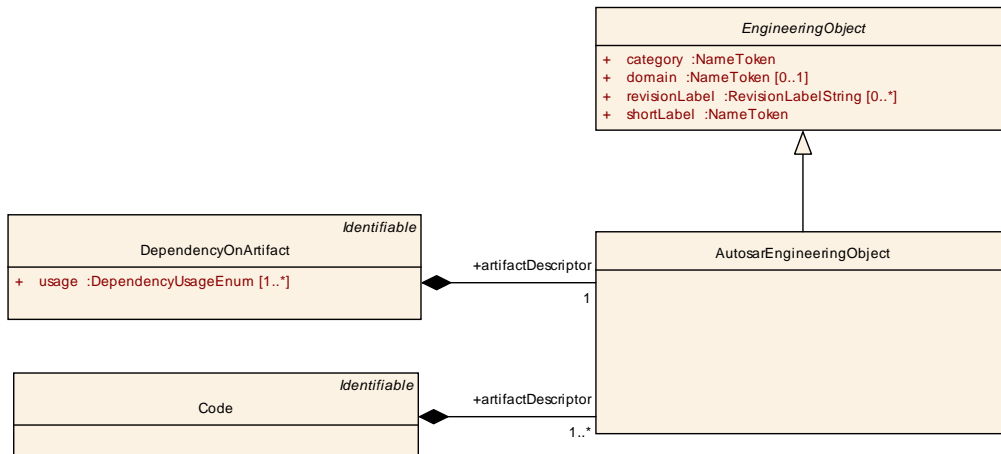 EngineeringObject
+ category :NameToken
+ domain :NameToken [0..1]
+ revisionLabel :RevisionLabelString [0..*]
+ shortLabel :NameToken
Identifiable
DependencyOnArtifact
+ usage :DependencyUsageEnum [1..*]
+artifactDescriptor
1
AutosarEngineeringObject
Identifiable
Code
+artifactDescriptor
1..*